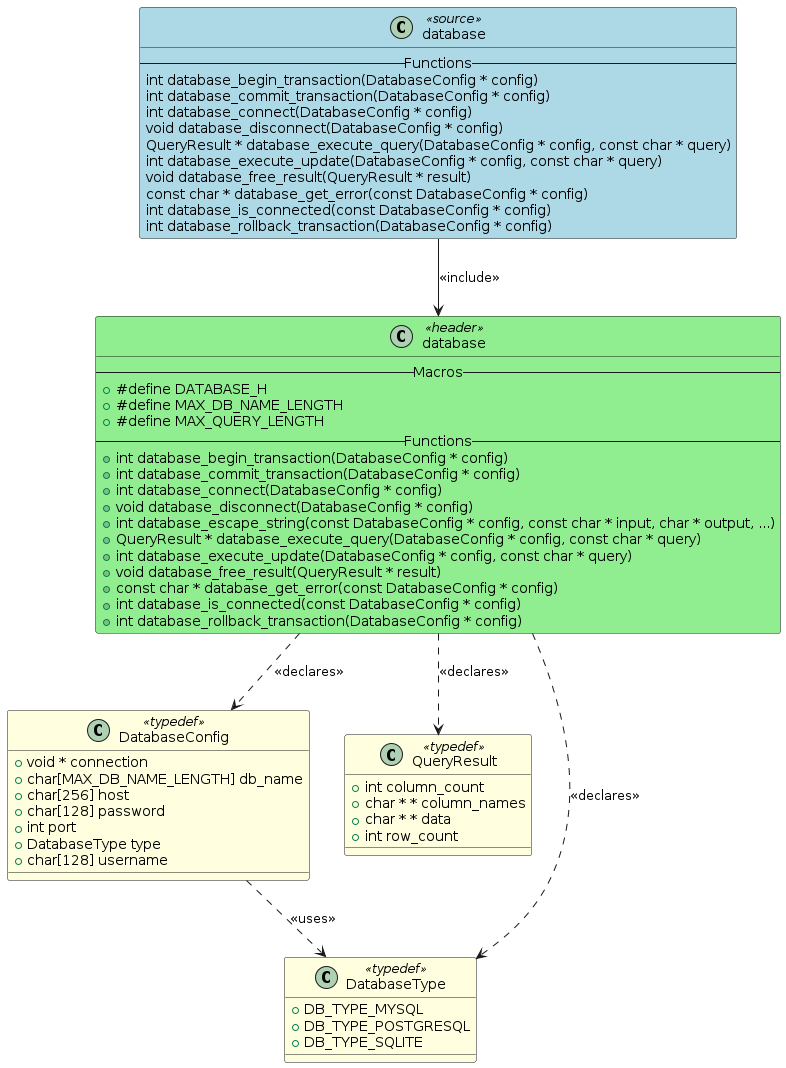 «source»
C database
Functions
int database_begin_transaction(DatabaseConfig * config)
int database_commit_transaction(DatabaseConfig * config)
int database_connect(DatabaseConfig * config)
void database_disconnect(DatabaseConfig * config)
QueryResult * database_execute_query(DatabaseConfig * config, const char * query)
int database_execute_update(DatabaseConfig * config, const char * query)
void database_free_result(QueryResult * result)
const char * database_get_error(const DatabaseConfig * config)
int database_is_connected(const DatabaseConfig * config)
int database_rollback_transaction(DatabaseConfig * config)
«include»
«header»
C database
Macros
#define DATABASE_H
#define MAX_DB_NAME_LENGTH
#define MAX_QUERY_LENGTH
Functions
int database_begin_transaction(DatabaseConfig * config)
int database_commit_transaction(DatabaseConfig * config)
int database_connect(DatabaseConfig * config)
void database_disconnect(DatabaseConfig * config)
int database_escape_string(const DatabaseConfig * config, const char * input, char * output, ...)
QueryResult * database_execute_query(DatabaseConfig * config, const char * query)
int database_execute_update(DatabaseConfig * config, const char * query)
void database_free_result(QueryResult * result)
const char * database_get_error(const DatabaseConfig * config)
int database_is_connected(const DatabaseConfig * config)
int database_rollback_transaction(DatabaseConfig * config)
«declares»
«declares»
«declares»
«typedef»
C DatabaseConfig
void * connection
char[MAX_DB_NAME_LENGTH] db_name
char[256] host
char[128] password
int port
DatabaseType type
char[128] username
«typedef»
C QueryResult
int column_count
char * * column_names
char * * data
int row_count
«uses»
«typedef»
C DatabaseType
DB_TYPE_MYSQL
DB_TYPE_POSTGRESQL
DB_TYPE_SQLITE